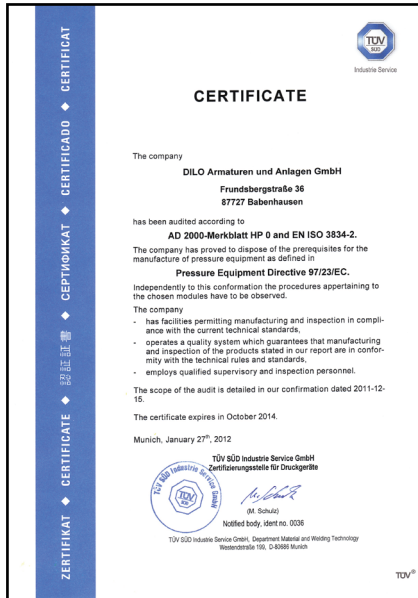 TÜV
SÜD
Industrie Service
CERTIFICATE
The company
DILO Armaturen und Anlagen GmbH
Frundsbergstraße 36
87727 Babenhausen
has been audited according to
AD 2000-Merkblatt HP 0 and EN ISO 3834-2.
The company has proved to dispose of the prerequisites for the
manufacture of pressure equipment as defined in
Pressure Equipment Directive 97/23/EC.
Independently to this conformation the procedures appertaining to
the chosen modules have to be observed.
The company
- has facilities permitting manufacturing and inspection in compli-
ance with the current technical standards,
- operates a quality system which guarantees that manufacturing
and inspection of the products stated in our report are in confor-
mity with the technical rules and standards,
- employs qualified supervisory and inspection personnel.
The scope of the audit is detailed in our confirmation dated 2011-12-
15.
The certificate expires in October 2014.
Munich, January 27th, 2012
TÜV SÜD Industrie Service GmbH
Zertifizierungsstelle für Druckgeräte
TÜV SÜD Industrie Service GmbH
TÜV
SÜD
(M. Schulz)
Notified body, ident no. 0036
TÜV SÜD Industrie Service GmbH, Department Material and Welding Technology
Westendstraße 199, D-80686 Munich
TÜV®
ZERTIFIKAT ◆ CERTIFICATE ◆ 認証証書 ◆ СЕРТИФИКАТ ◆ CERTIFICADO ◆ CERTIFICAT